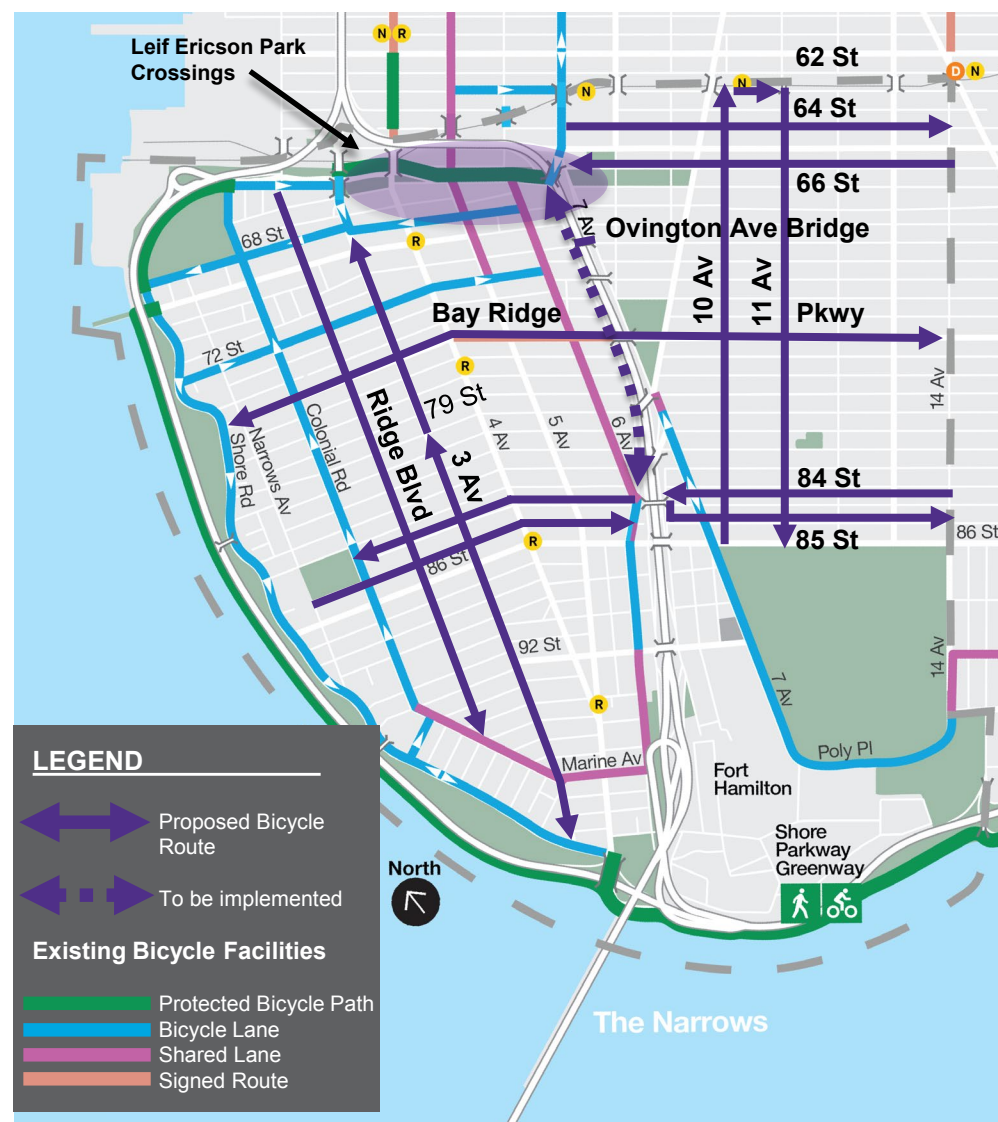 Leif Ericson Park
Crossings
N R
62 St
D N
N
N
64 St
66 St
7 Av
Ovington Ave Bridge
68 St
R
10 Av
11 Av
Bay Ridge
Pkwy
72 St
R
14 Av
79 St
Ridge Blvd
3 Av
4 Av
5 Av
6 Av
Colonial Rd
Narrows Av
Shore Rd
84 St
85 St
86 St
R
86 St
92 St
14 Av
7 Av
R
Marine Av
Poly Pl
Fort
Hamilton
Shore
Parkway
Greenway
North
The Narrows
LEGEND
Proposed Bicycle
Route
To be implemented
Existing Bicycle Facilities
Protected Bicycle Path
Bicycle Lane
Shared Lane
Signed Route